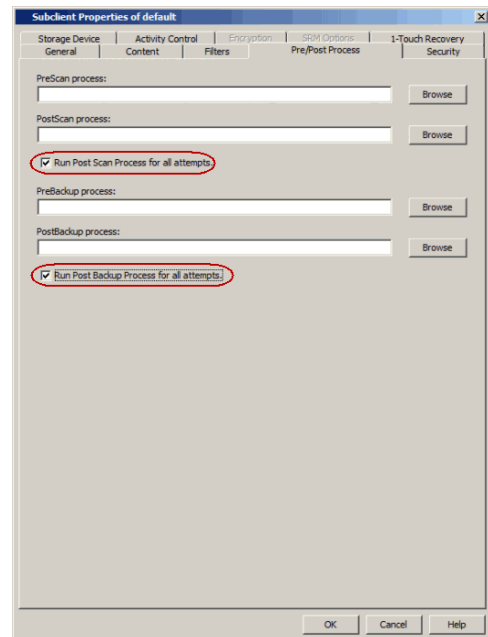 Subclient Properties of default
Storage Device Activity Control Encryption SRM Options 1-Touch Recovery
General Content Filters Pre/Post Process Security
PreScan process:
Browse
PostScan process:
Browse
Run Post Scan Process for all attempts.
PreBackup process:
Browse
PostBackup process:
Browse
Run Post Backup Process for all attempts.
OK Cancel Help